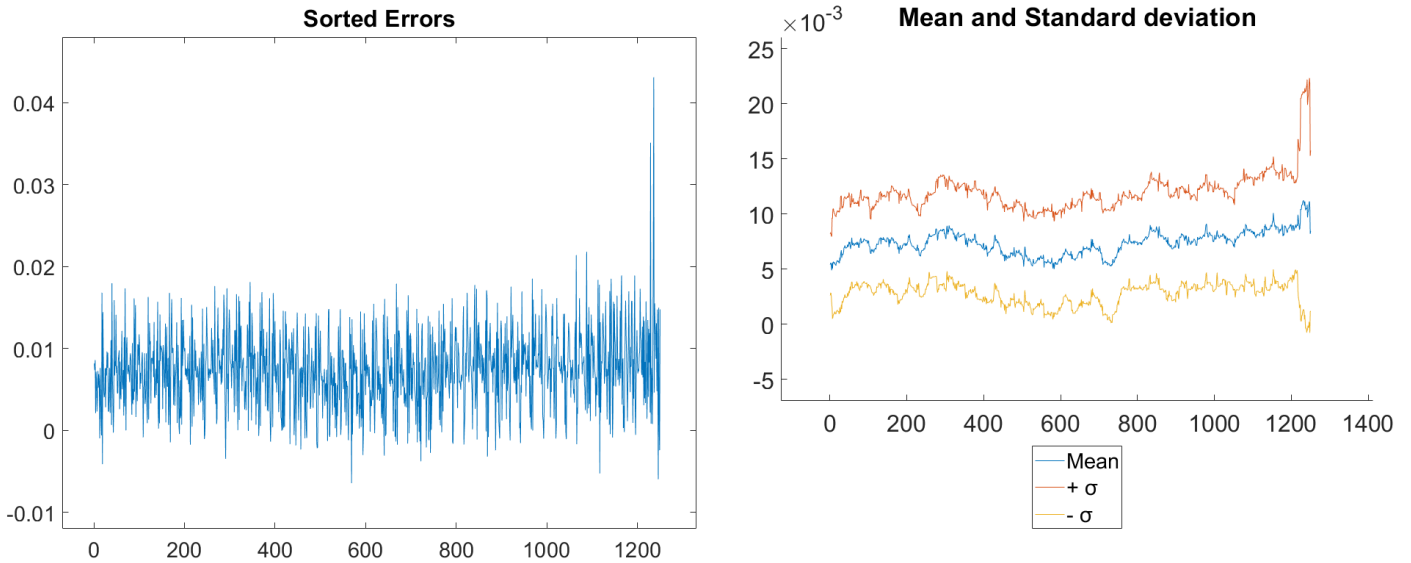 Sorted Errors
0.04
0.03
0.02
0.01
0
-0.01
0 200 400 600 800 1000 1200
Mean and Standard deviation
×10-3
25
20
15
10
5
0
-5
0 200 400 600 800 1000 1200 1400
Mean
+ σ
- σ